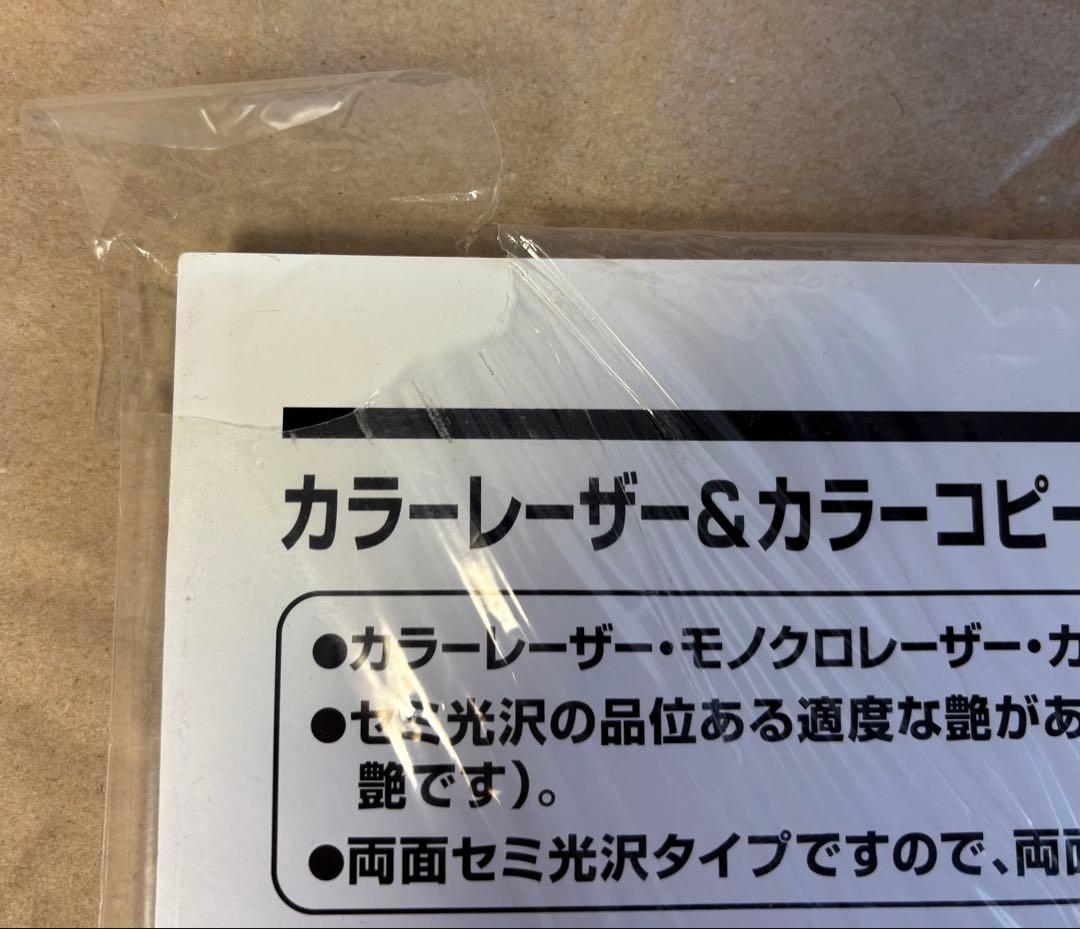 カラーレーザー&カラーコピー
●カラーレーザー・モノクロレーザー・カ
●セミ光沢の品位ある適度な艶があ
艶です)。
●両面セミ光沢タイプですので、両面